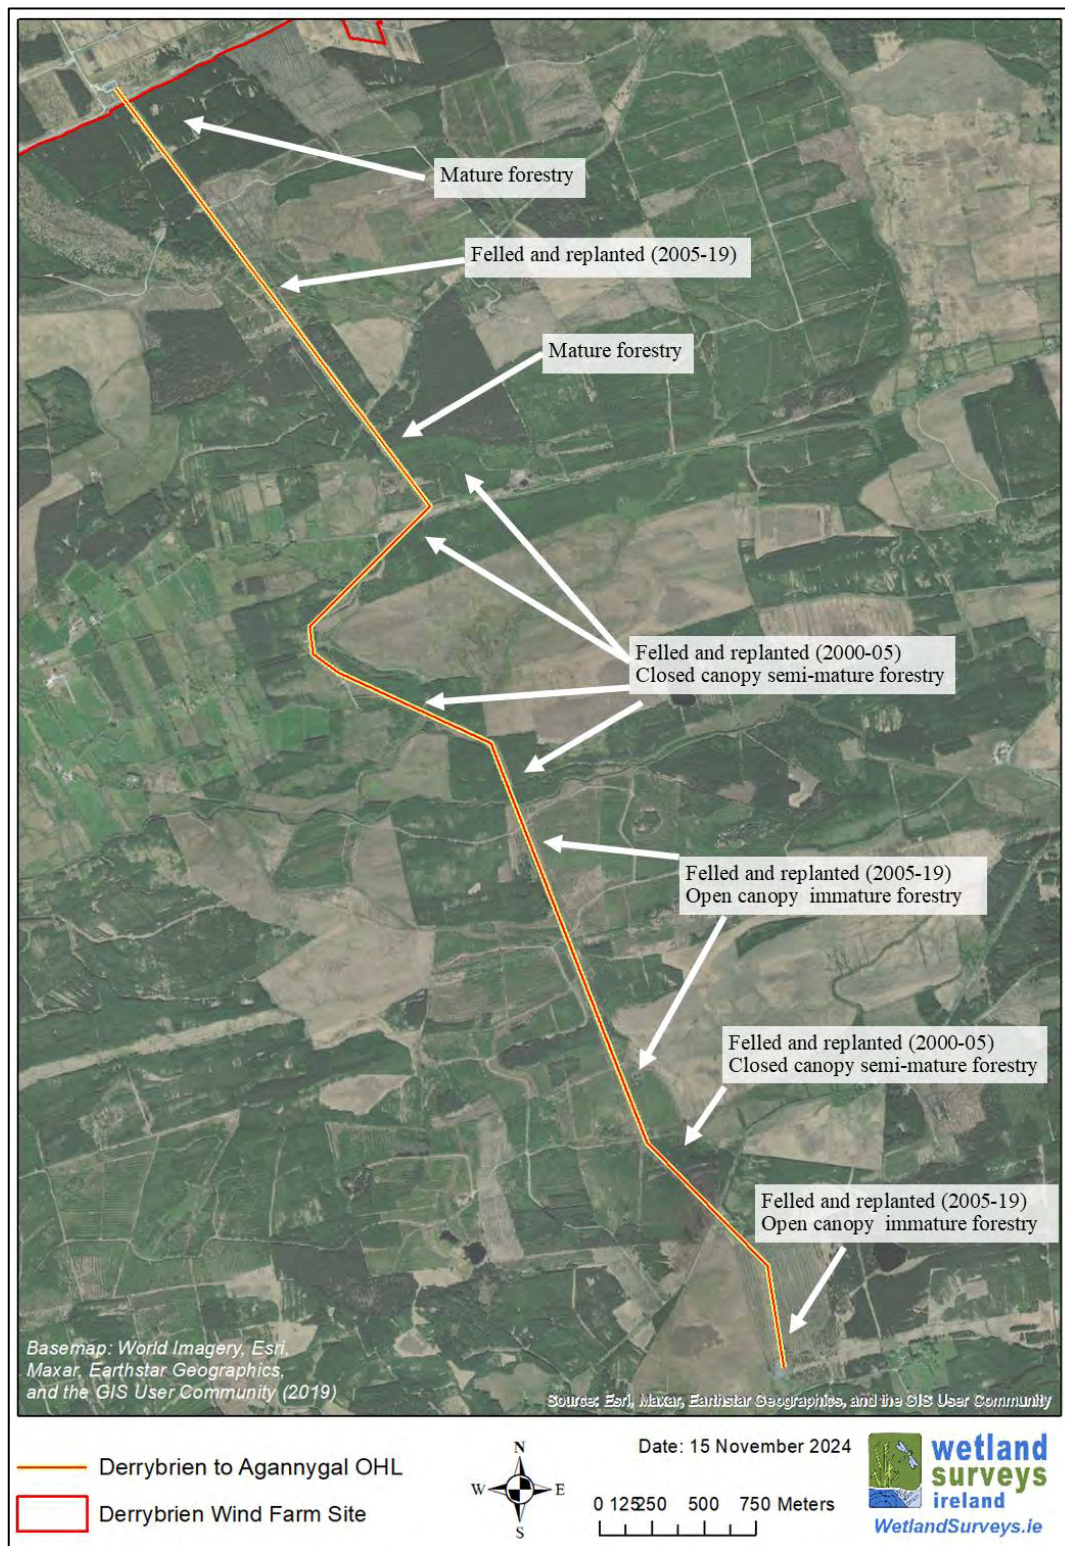 Mature forestry
Felled and replanted (2005-19)
Mature forestry
Felled and replanted (2000-05)
Closed canopy semi-mature forestry
Felled and replanted (2005-19)
Open canopy immature forestry
Felled and replanted (2000-05)
Closed canopy semi-mature forestry
Felled and replanted (2005-19)
Open canopy immature forestry
Basemap: World Imagery, Esri,
Maxar, Earthstar Geographics,
and the GIS User Community (2019)
Source: Esri, Maxar, Earthstar Geographics, and the GIS User Community
Derrybrien to Agannygal OHL
Derrybrien Wind Farm Site
N
W E
S
Date: 15 November 2024
0 125 250 500 750 Meters
wetland
surveys
ireland
WetlandSurveys.ie